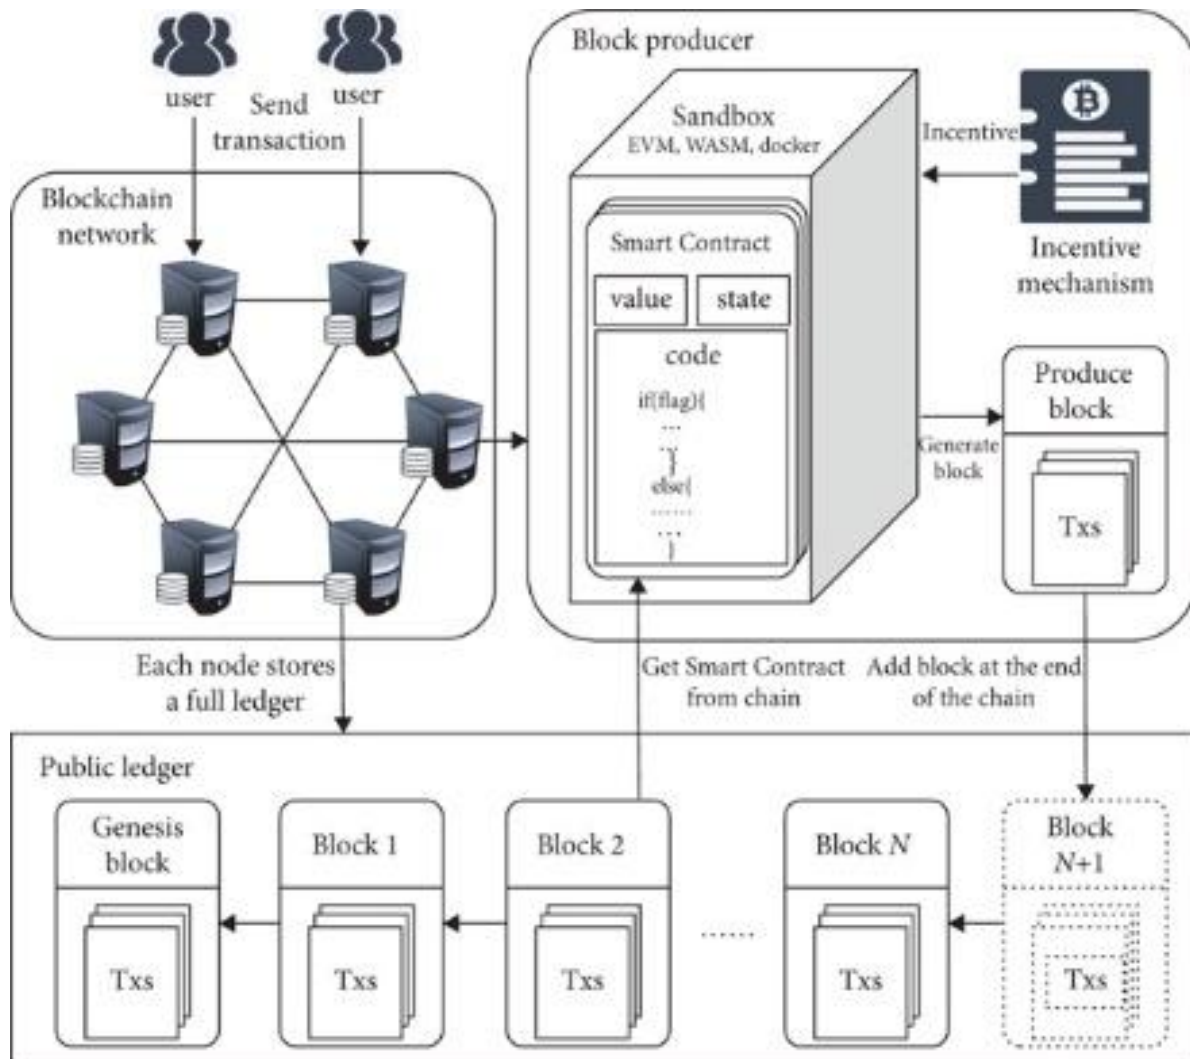 user
user
Send
transaction
Blockchain
network
Each node stores
a full ledger
Block producer
Sandbox
EVM, WASM, docker
Smart Contract
value
state
code
if(flag){
...
...}
else{
......
...
}
Incentive
Incentive
mechanism
Generate
block
Produce
block
Txs
Get Smart Contract
from chain
Add block at the end
of the chain
Public ledger
Genesis
block
Txs
Block 1
Txs
Block 2
Txs
......
Block N
Txs
Block
N+1
Txs